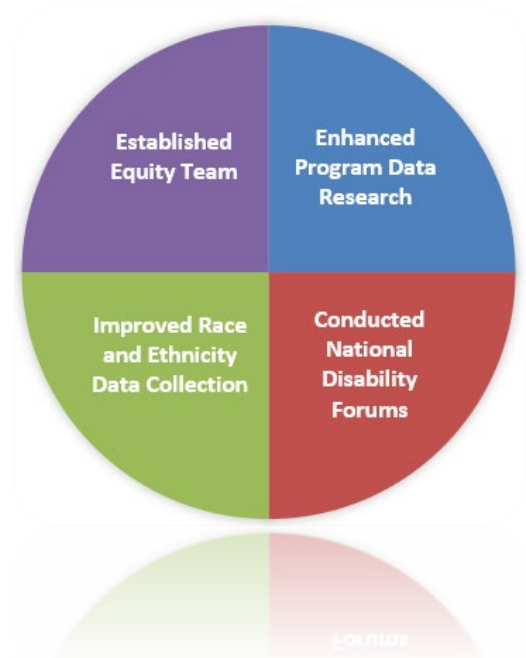 Established
Equity Team
Enhanced
Program Data
Research
Improved Race
and Ethnicity
Data Collection
Conducted
National
Disability
Forums